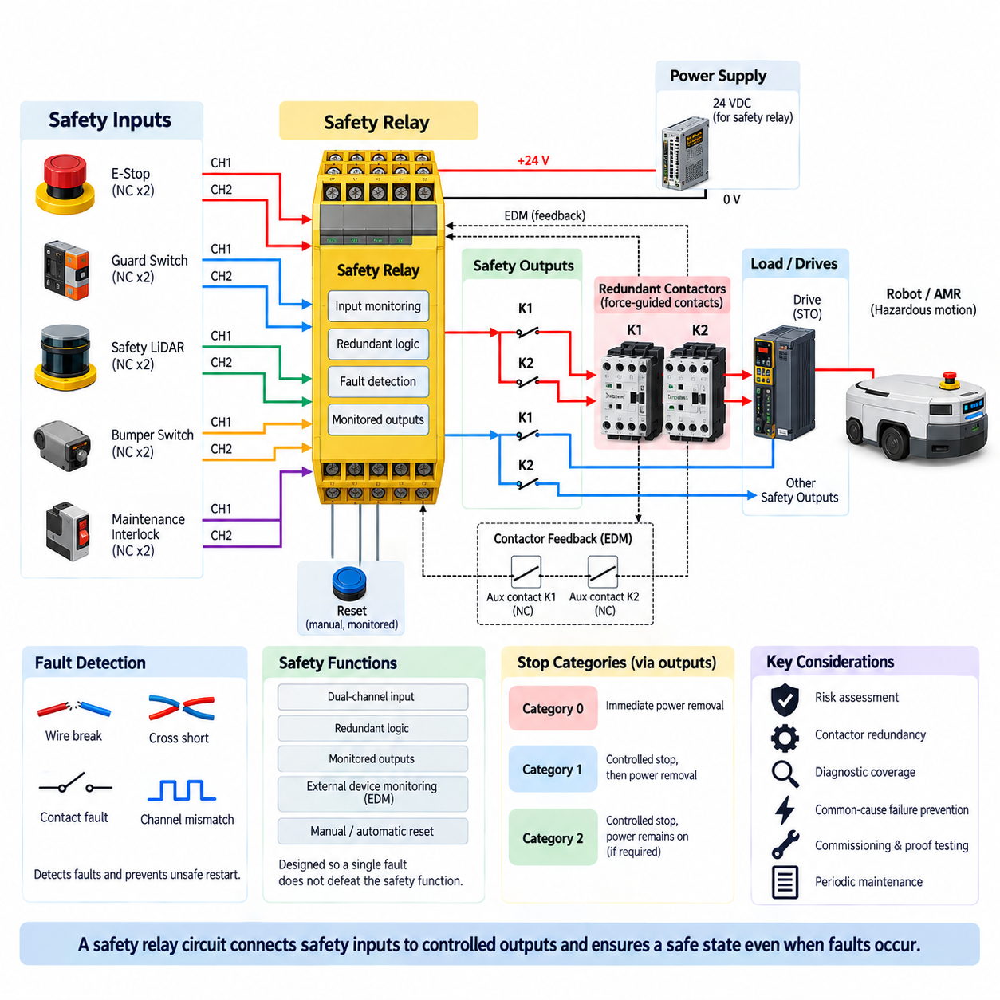 Power Supply
24 VDC
(for safety relay)
Safety Inputs
Safety Relay
+24 V
0 V
EDM (feedback)
E-Stop
(NC x2)
CH1
CH2
Guard Switch
(NC x2)
CH1
CH2
Safety LiDAR
(NC x2)
CH1
CH2
Bumper Switch
(NC x2)
CH1
CH2
Maintenance
Interlock
(NC x2)
CH1
CH2
Safety Relay
Input monitoring
Redundant logic
Fault detection
Monitored outputs
Safety Outputs
K1
K2
K1
K2
Redundant Contactors
(force-guided contacts)
K1
K2
Load / Drives
Drive
(STO)
Other
Safety Outputs
Robot / AMR
(Hazardous motion)
Contactor Feedback (EDM)
Aux contact K1
(NC)
Aux contact K2
(NC)
Reset
(manual, monitored)
Fault Detection
Wire break
Cross short
Contact fault
Channel mismatch
Detects faults and prevents unsafe restart.
Safety Functions
Dual-channel input
Redundant logic
Monitored outputs
External device monitoring
(EDM)
Manual / automatic reset
Designed so a single fault
does not defeat the safety function.
Stop Categories (via outputs)
Category 0
Immediate power removal
Category 1
Controlled stop,
then power removal
Category 2
Controlled stop,
power remains on
(if required)
Key Considerations
Risk assessment
Contactor redundancy
Diagnostic coverage
Common-cause failure prevention
Commissioning & proof testing
Periodic maintenance
A safety relay circuit connects safety inputs to controlled outputs and ensures a safe state even when faults occur.